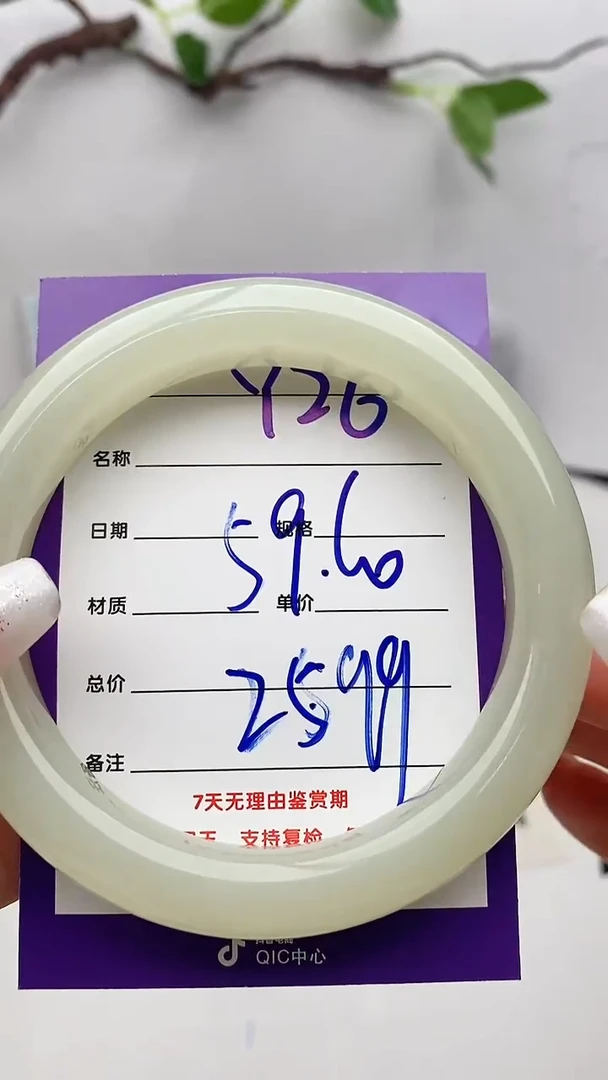 Y26
名称
日期 规格
59.60
材质 单价
总价
2599
备注
7天无理由鉴赏期
支持复检
QIC中心